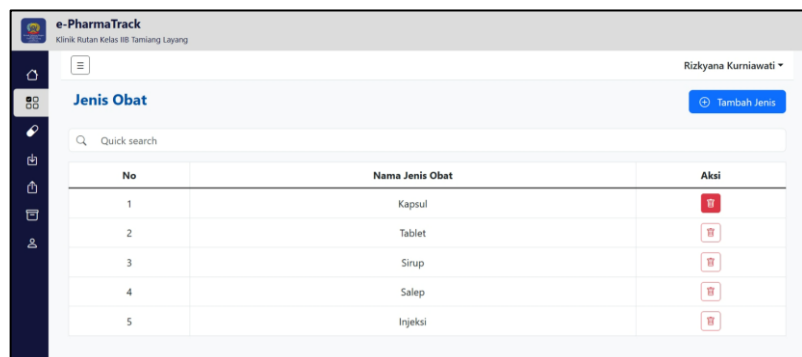 e-PharmaTrack
Klinik Rutan Kelas IIB Tamiang Layang
Rizkyana Kurniawati
Jenis Obat
Tambah Jenis
Quick search
No Nama Jenis Obat Aksi
1 Kapsul
2 Tablet
3 Sirup
4 Salep
5 Injeksi